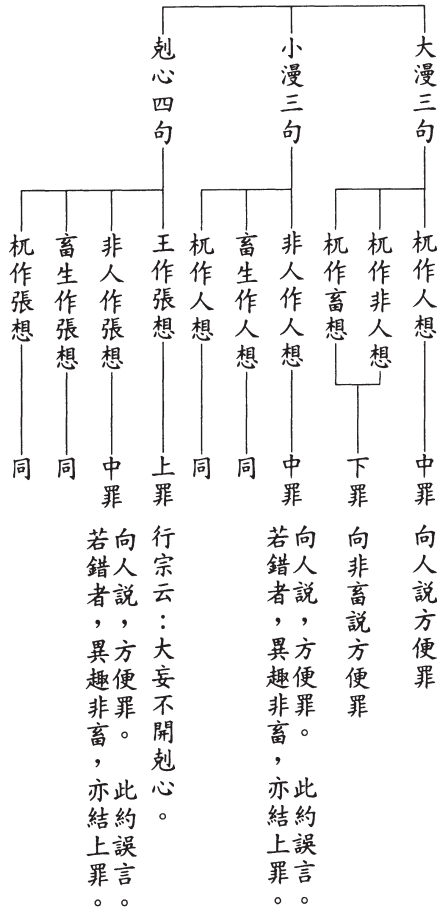 大漫三句
杌作人想 中罪 向人説方便罪
杌作非人想
杌作畜想
下罪 向非畜説方便罪
小漫三句
非人作人想 中罪 向人説，方便罪。 此約誤言。
若錯者，異趣非畜，亦結上罪。
畜生作人想 同
杌作人想 同
剋心四句
王作張想 上罪 行宗云：大妄不開剋心。
非人作張想 中罪 向人説，方便罪。 此約誤言。
若錯者，異趣非畜，亦結上罪。
畜生作張想 同
杌作張想 同